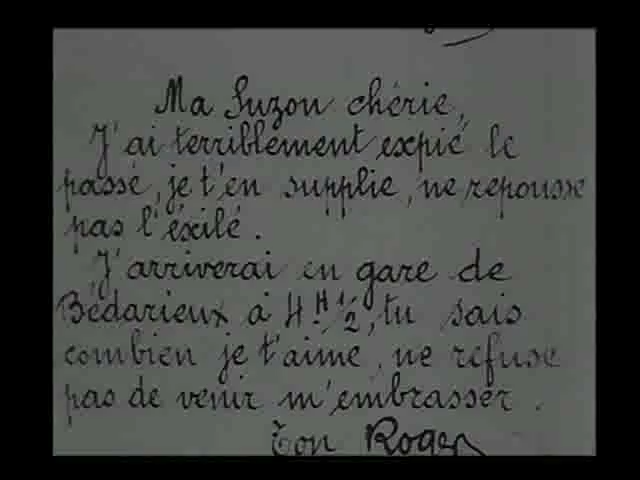 Ma Suzon chérie,
J'ai terriblement expié le
passé, je t'en supplie, ne repousse
pas l'éxilé.
J'arriverai en gare de
Bédarieux à 4 H 1/2, tu sais
combien je t'aime, ne refuse
pas de venir m'embrasser.
Ton Roger